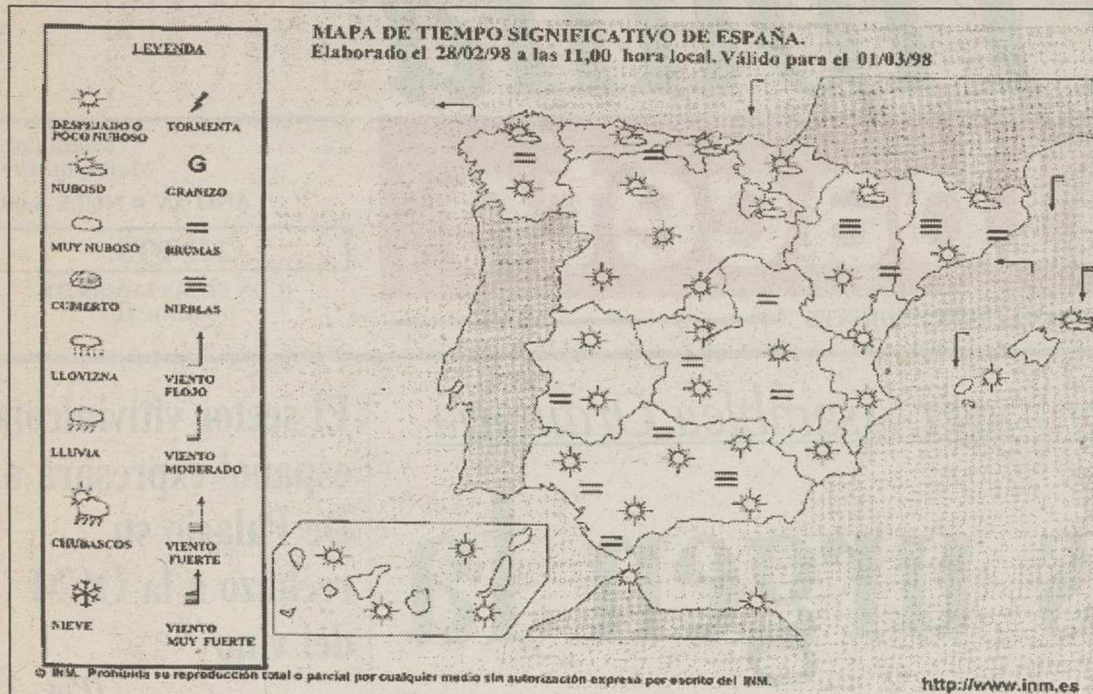 MAPA DE TIEMPO SIGNIFICATIVO DE ESPAÑA.
Elaborado el 28/02/98 a las 11,00 hora local. Válido para el 01/03/98
LEYENDA
DESPEJADO O
POCO NUBOSO
TORMENTA
NUBOSO
G
GRANIZO
MUY NUBOSO
BRUMAS
CUBIERTO
NIEBLAS
LLOVIZNA
VIENTO
FLOJO
LLUVIA
VIENTO
MODERADO
CHUBASCOS
VIENTO
FUERTE
NIEVE
VIENTO
MUY FUERTE
© INM. Prohibida su reproducción total o parcial por cualquier medio sin autorización expresa por escrito del INM.
http://www.inm.es
El sector vitivinícola